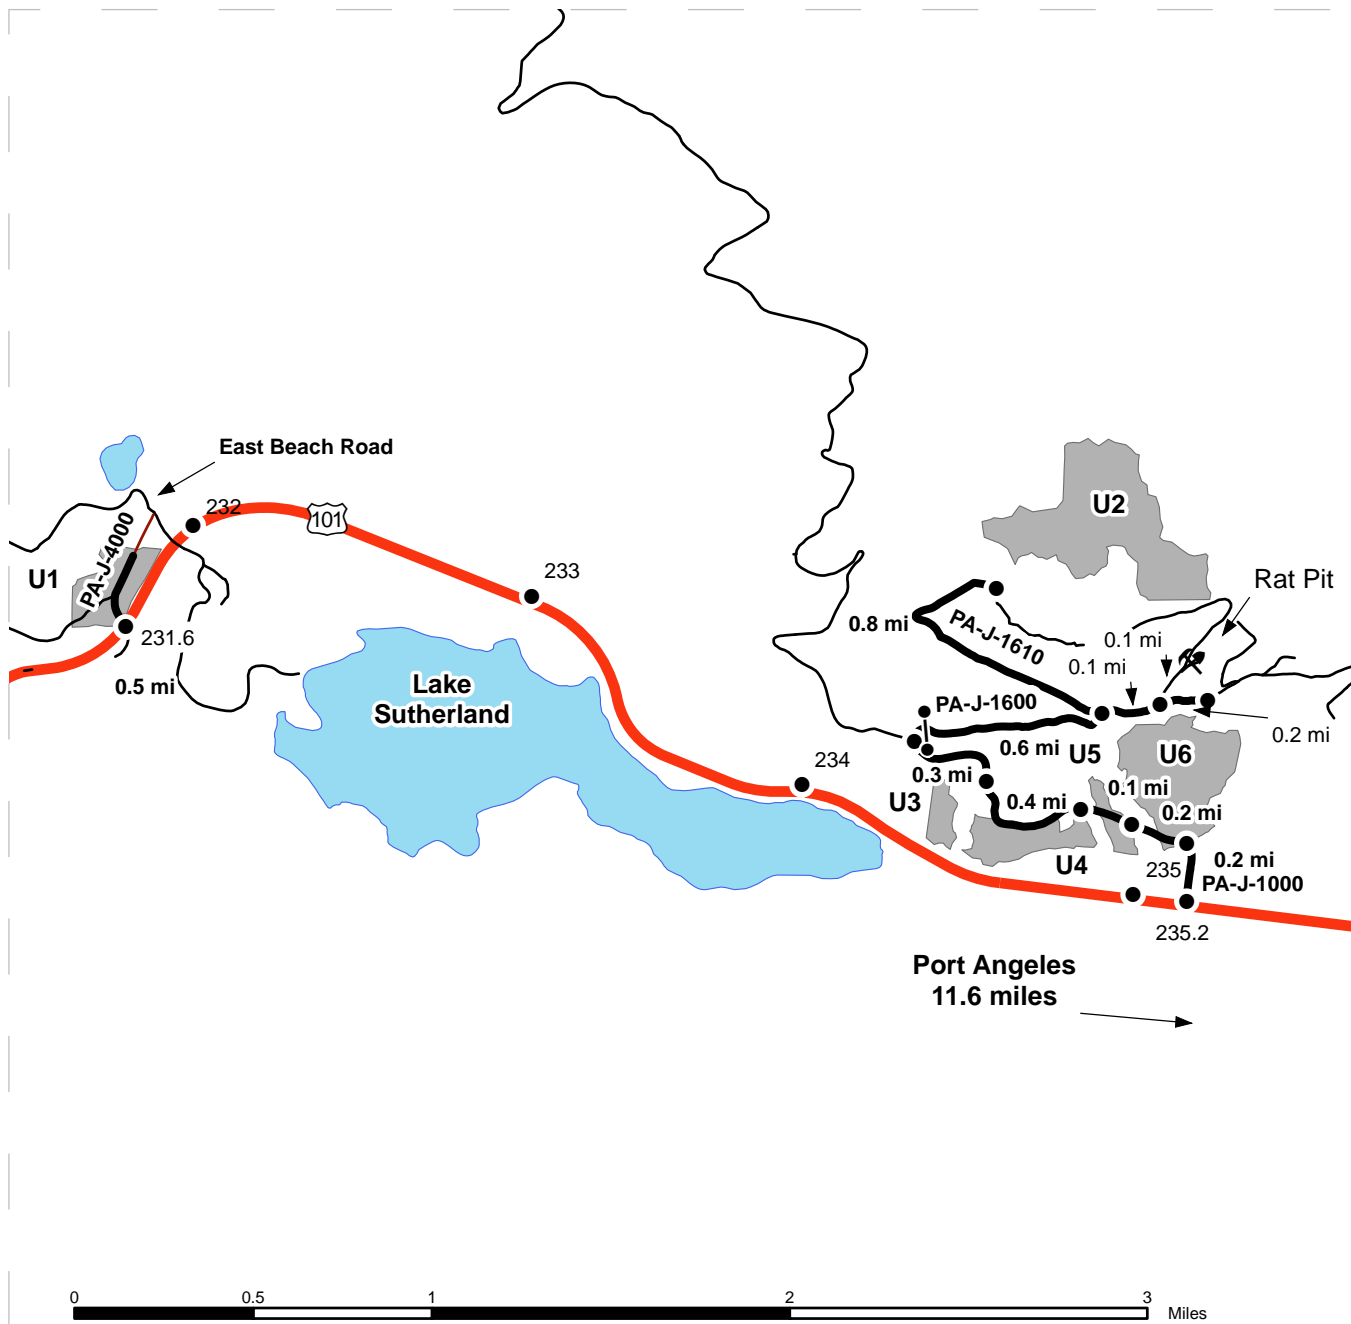 East Beach Road
232
101
U1
PA-J-4000
231.6
0.5 mi
233
Lake
Sutherland
234
U2
Rat Pit
0.8 mi
PA-J-1610
0.1 mi
0.1 mi
PA-J-1600
0.2 mi
0.6 mi
U5
U6
0.3 mi
U3
0.4 mi
0.1 mi
0.2 mi
U4
235
0.2 mi
PA-J-1000
235.2
Port Angeles
11.6 miles
0
0.5
1
2
3
Miles